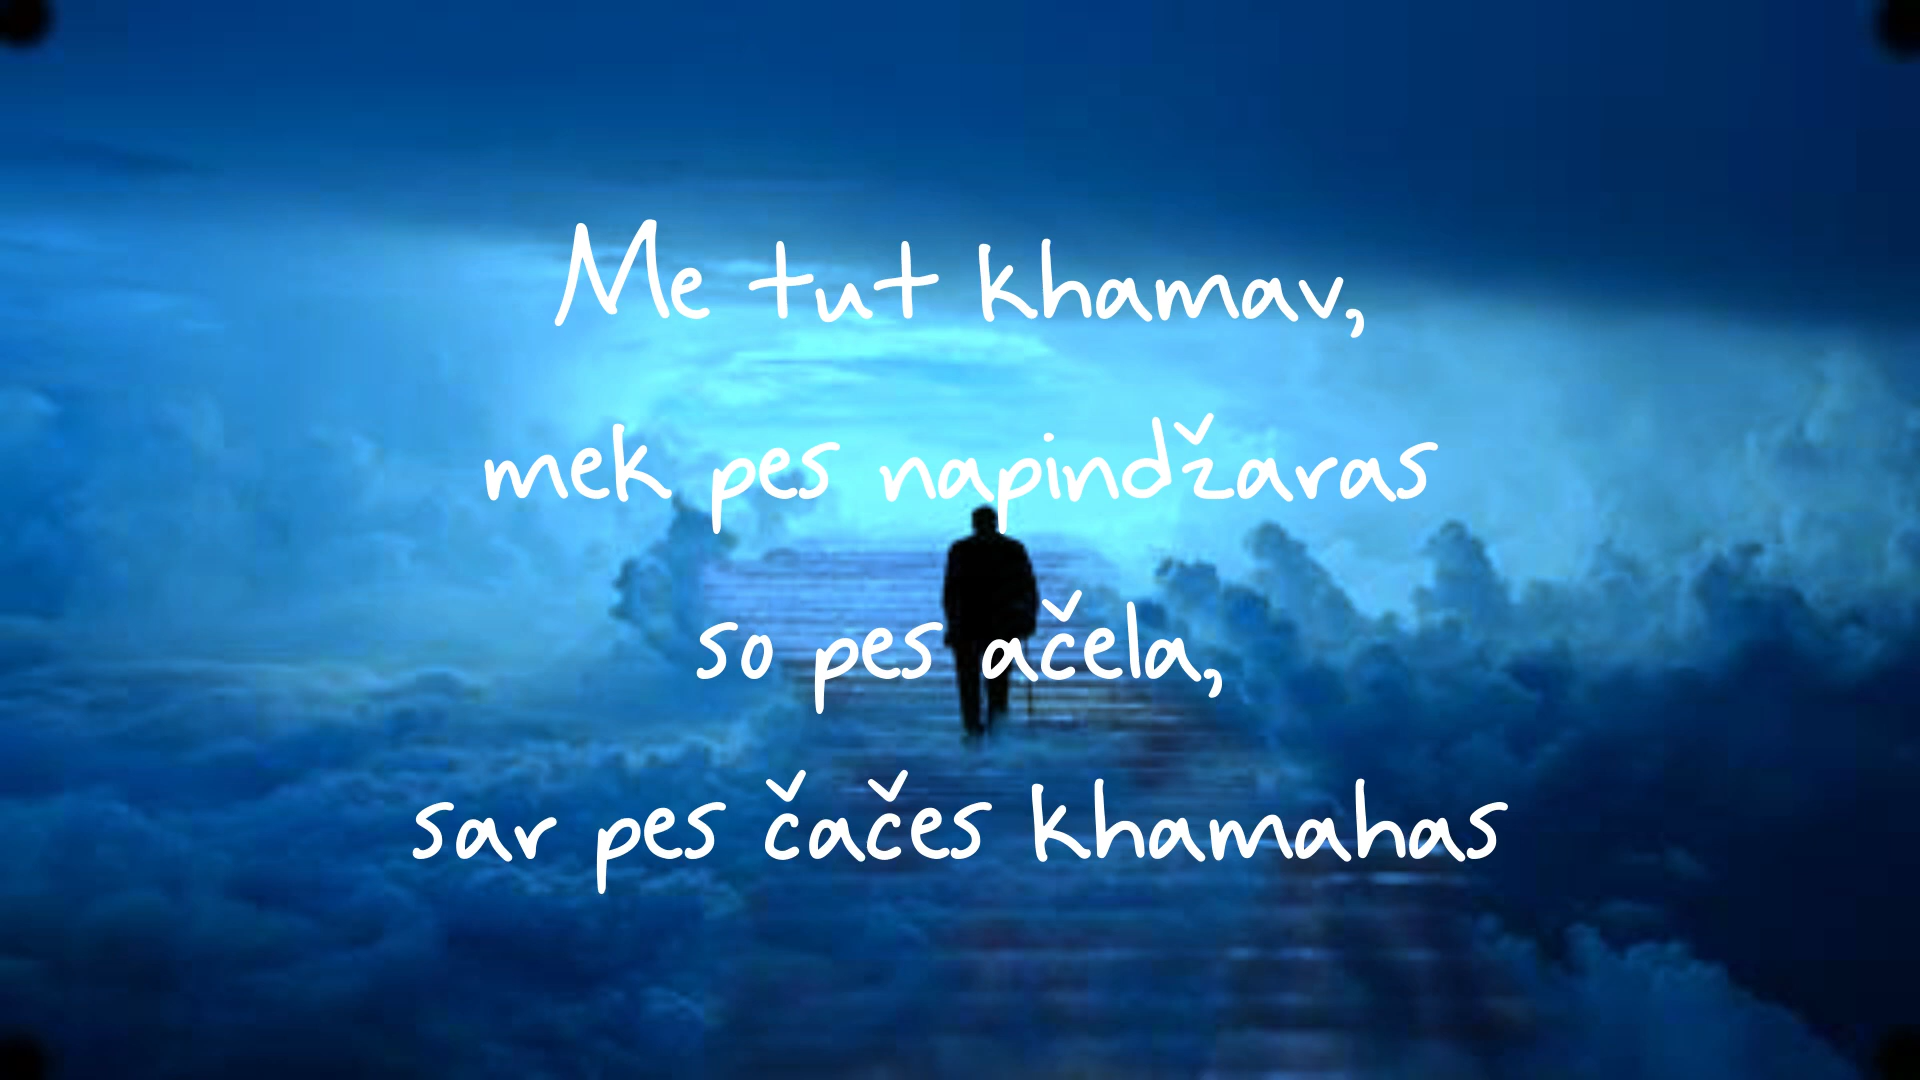 Me tut khamav,
mek pes napindžaras
so pes ačela,
sar pes čačes khamahas